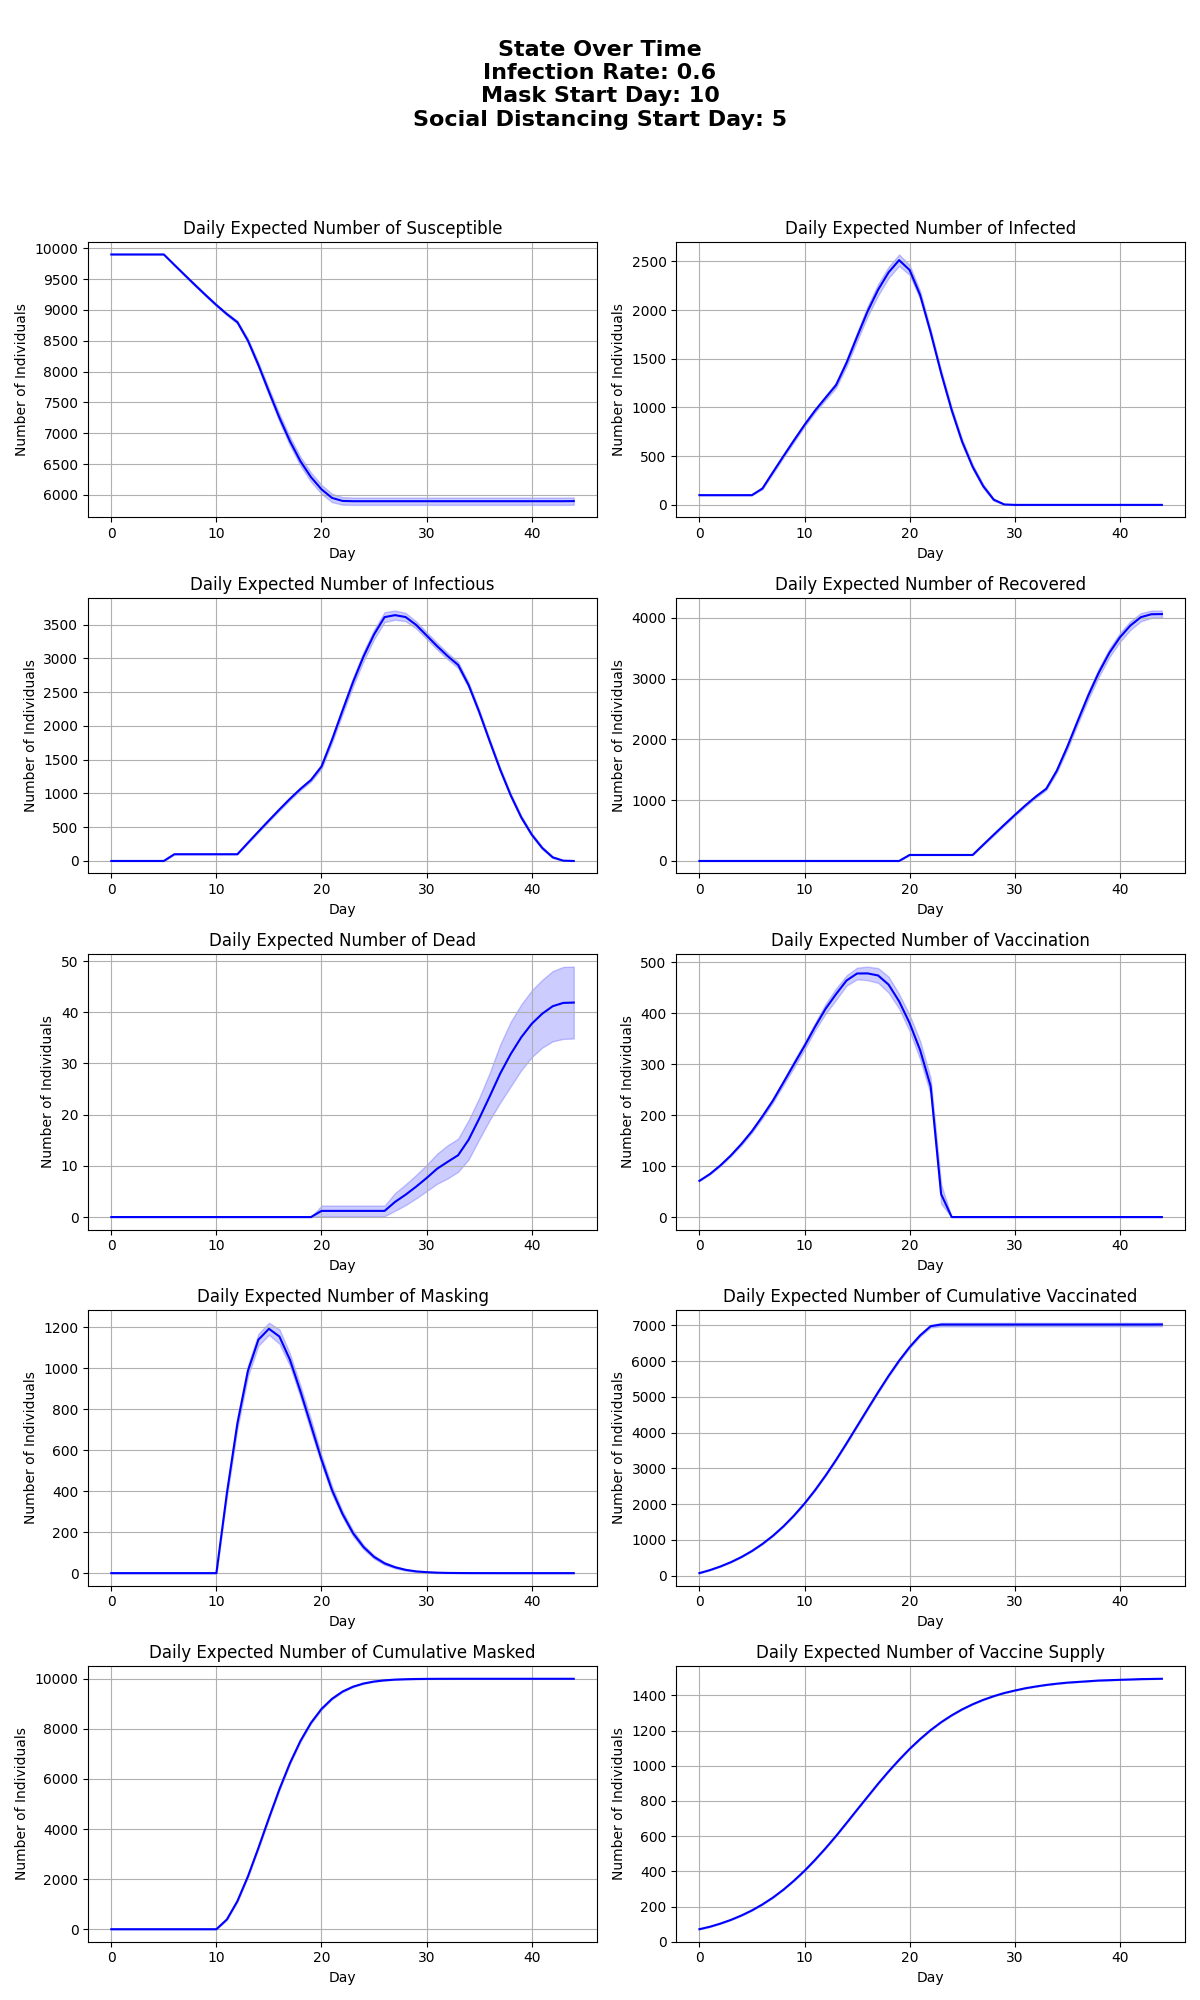 State Over Time
Infection Rate: 0.6
Mask Start Day: 10
Social Distancing Start Day: 5
Daily Expected Number of Susceptible
Number of Individuals
10000
9500
9000
8500
8000
7500
7000
6500
6000
0 10 20 30 40
Day
Daily Expected Number of Infected
Number of Individuals
2500
2000
1500
1000
500
0
0 10 20 30 40
Day
Daily Expected Number of Infectious
Number of Individuals
3500
3000
2500
2000
1500
1000
500
0
0 10 20 30 40
Day
Daily Expected Number of Recovered
Number of Individuals
4000
3000
2000
1000
0
0 10 20 30 40
Day
Daily Expected Number of Dead
Number of Individuals
50
40
30
20
10
0
0 10 20 30 40
Day
Daily Expected Number of Vaccination
Number of Individuals
500
400
300
200
100
0
0 10 20 30 40
Day
Daily Expected Number of Masking
Number of Individuals
1200
1000
800
600
400
200
0
0 10 20 30 40
Day
Daily Expected Number of Cumulative Vaccinated
Number of Individuals
7000
6000
5000
4000
3000
2000
1000
0
0 10 20 30 40
Day
Daily Expected Number of Cumulative Masked
Number of Individuals
10000
8000
6000
4000
2000
0
0 10 20 30 40
Day
Daily Expected Number of Vaccine Supply
Number of Individuals
1400
1200
1000
800
600
400
200
0
0 10 20 30 40
Day